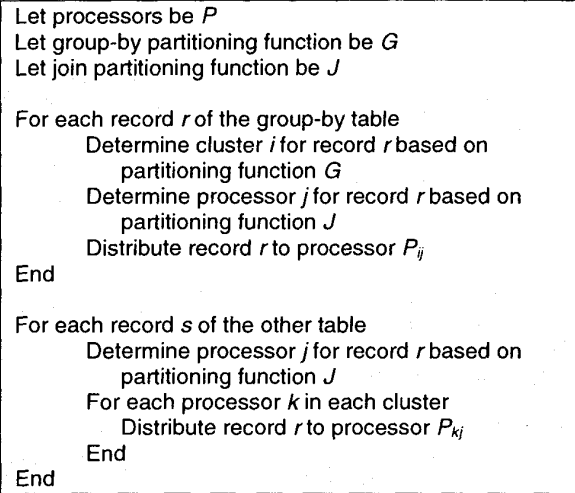 Let processors be P
Let group-by partitioning function be G
Let join partitioning function be J
For each record r of the group-by table
Determine cluster i for record r based on
partitioning function G
Determine processor j for record r based on
partitioning function J
Distribute record r to processor Pij
End
For each record s of the other table
Determine processor j for record r based on
partitioning function J
For each processor k in each cluster
Distribute record r to processor Pkj
End
End